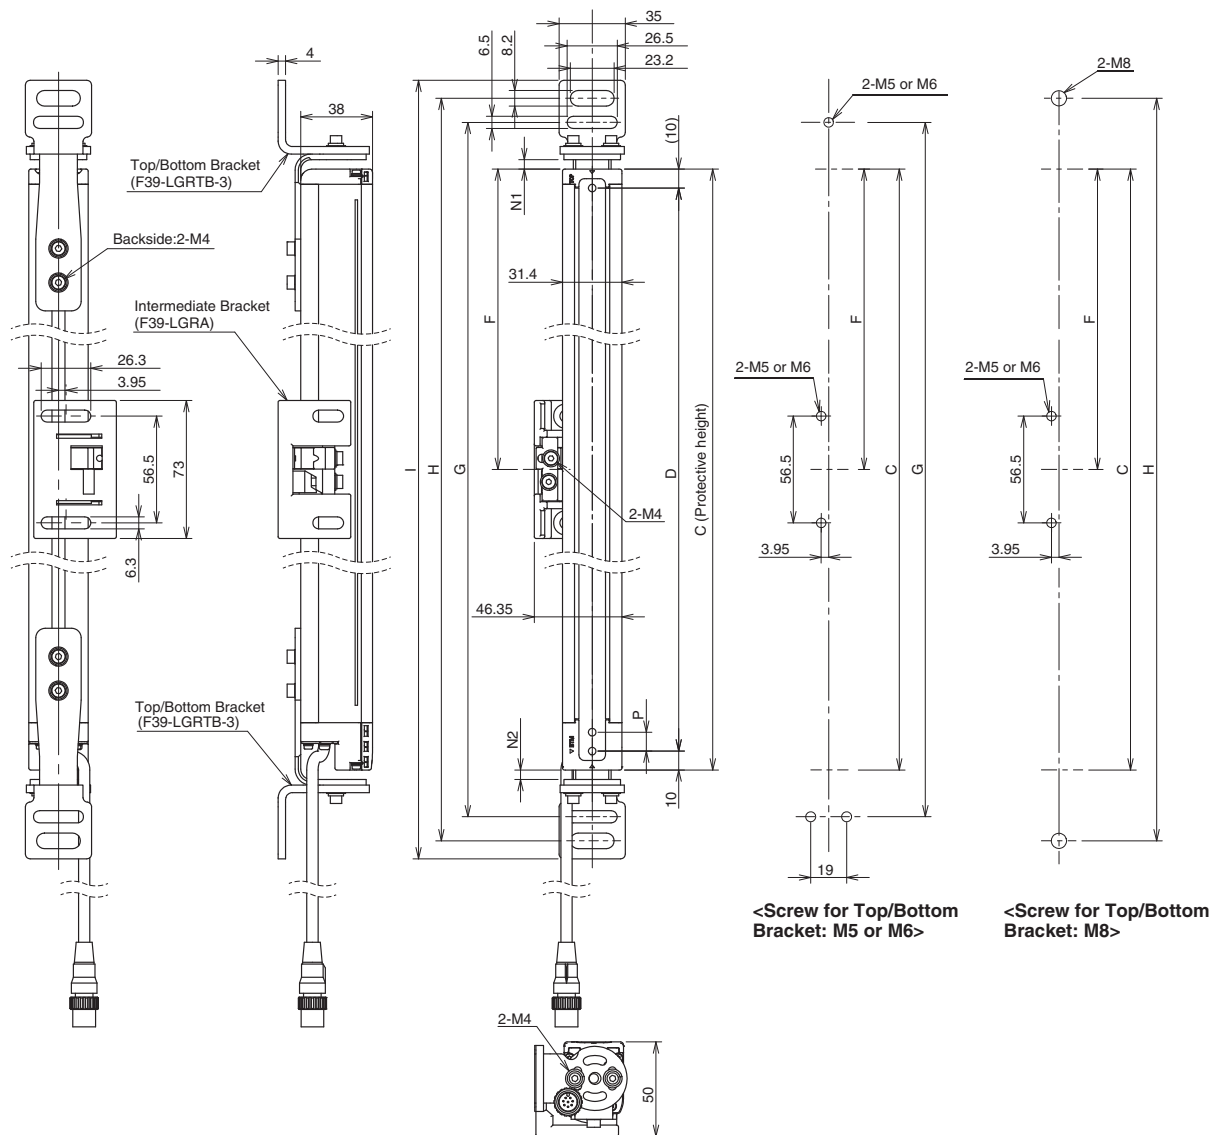 35
26.5
23.2
6.5
8.2
4
38
(10)
2-M5 or M6
2-M8
Top/Bottom Bracket
(F39-LGRTB-3)
N1
TOP
Backside:2-M4
31.4
Intermediate Bracket
(F39-LGRA)
F
F
F
26.3
3.95
2-M5 or M6
2-M5 or M6
56.5
73
I
H
G
D
C (Protective height)
56.5
C
G
56.5
C
H
2-M4
6.3
3.95
3.95
46.35
Top/Bottom Bracket
(F39-LGRTB-3)
N2
P
10
19
<Screw for Top/Bottom
Bracket: M5 or M6>
<Screw for Top/Bottom
Bracket: M8>
2-M4
50